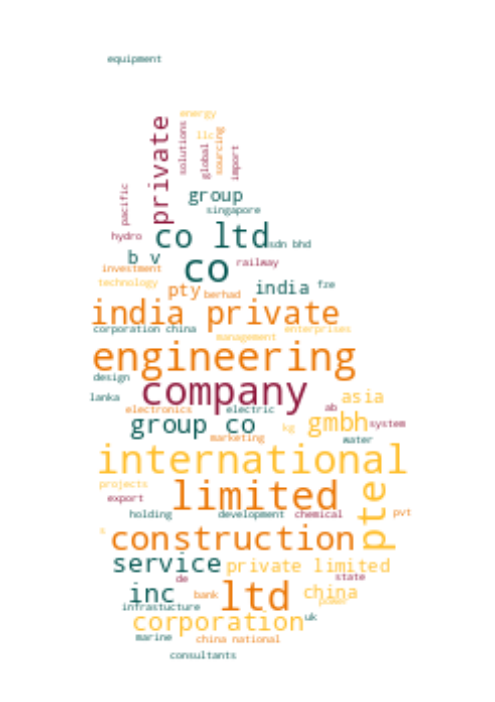 equipment
energy
private
solutions
llc
global
sourcing
import
pacific
group
singapore
hydro
co ltd
sdn bhd
b v
co
railway
investment
technology
pty
berhad
india
fze
india private
corporation china
management
enterprises
engineering
design
company
lanka
asia
electronics
electric
ab
group co
gmbh
system
marketing
kg
water
international
projects
export
limited
pte
holding
development
chemical
pvt
s
construction
service
private limited
de
state
inc
bank
ltd
china
power
infrastucture
corporation
uk
marine
china national
consultants